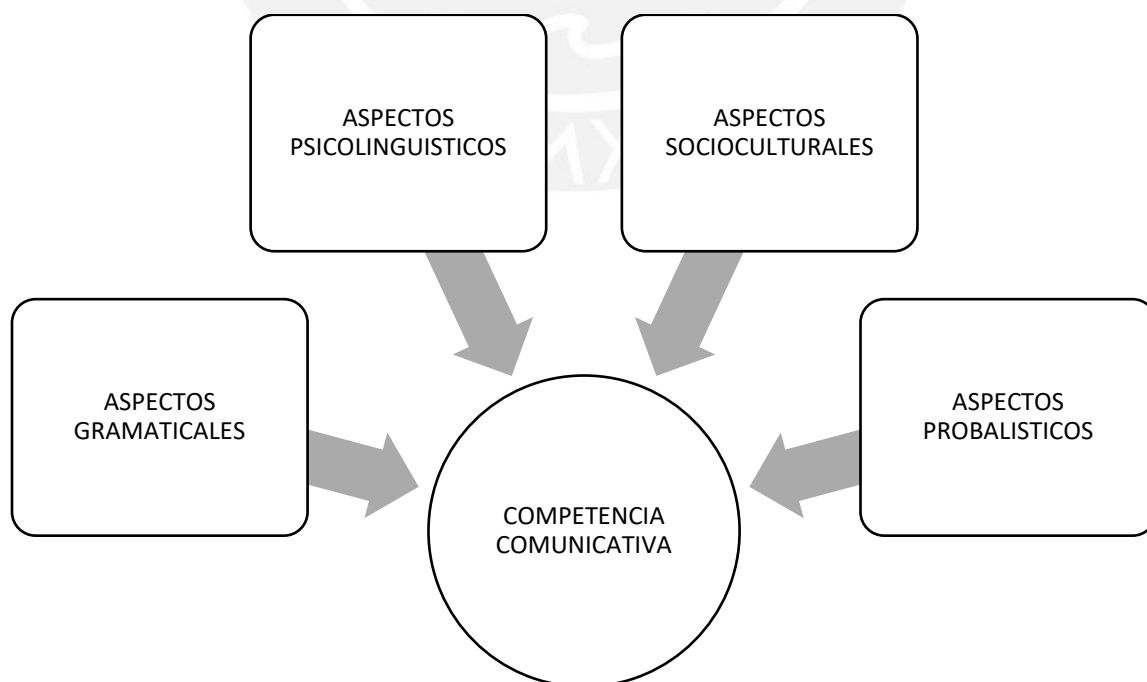 ASPECTOS
PSICOLINGUISTICOS
ASPECTOS
SOCIOCULTURALES
ASPECTOS
GRAMATICALES
ASPECTOS
PROBALISTICOS
COMPETENCIA
COMUNICATIVA